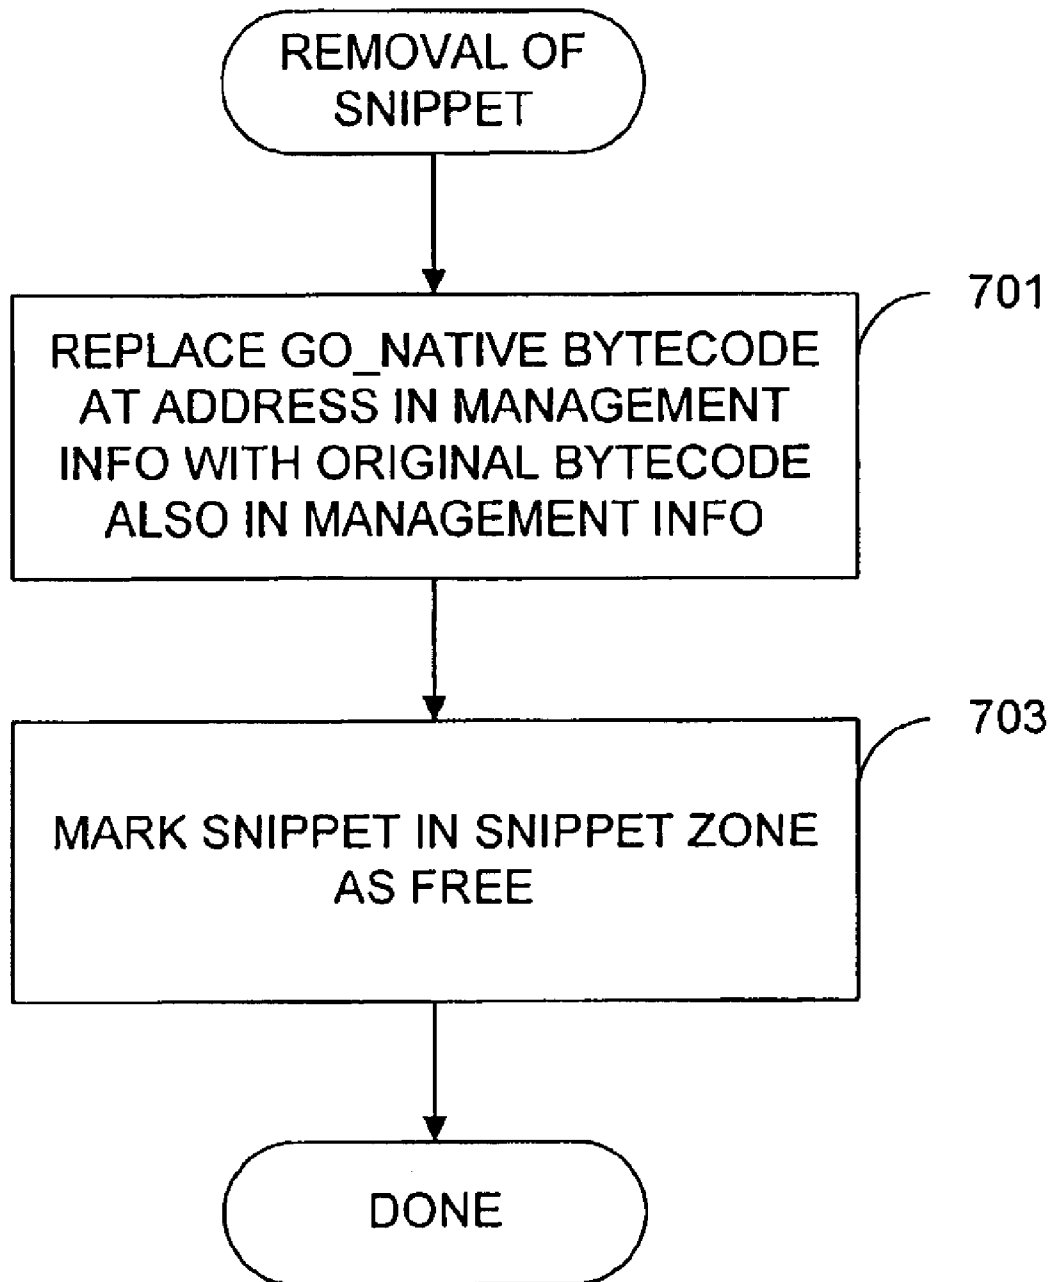 REMOVAL OF
SNIPPET
701
REPLACE GO_NATIVE BYTECODE
AT ADDRESS IN MANAGEMENT
INFO WITH ORIGINAL BYTECODE
ALSO IN MANAGEMENT INFO
703
MARK SNIPPET IN SNIPPET ZONE
AS FREE
DONE